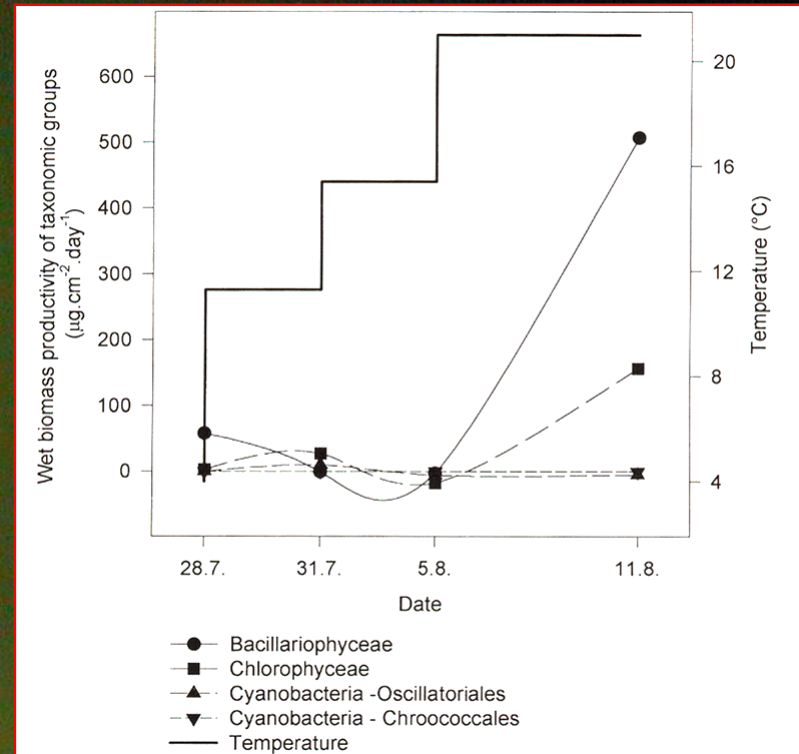 Wet biomass productivity of taxonomic groups
(µg.cm-2.day-1)
600
500
400
300
200
100
0
20
16
12
8
4
Temperature (°C)
28.7. 31.7. 5.8. 11.8.
Date
Bacillariophyceae
Chlorophyceae
Cyanobacteria -Oscillatoriales
Cyanobacteria - Chroococcales
Temperature